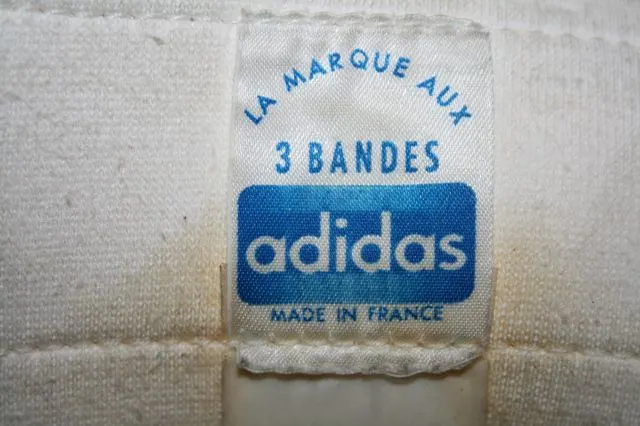 LA MARQUE AUX
3 BANDES
adidas
MADE IN FRANCE